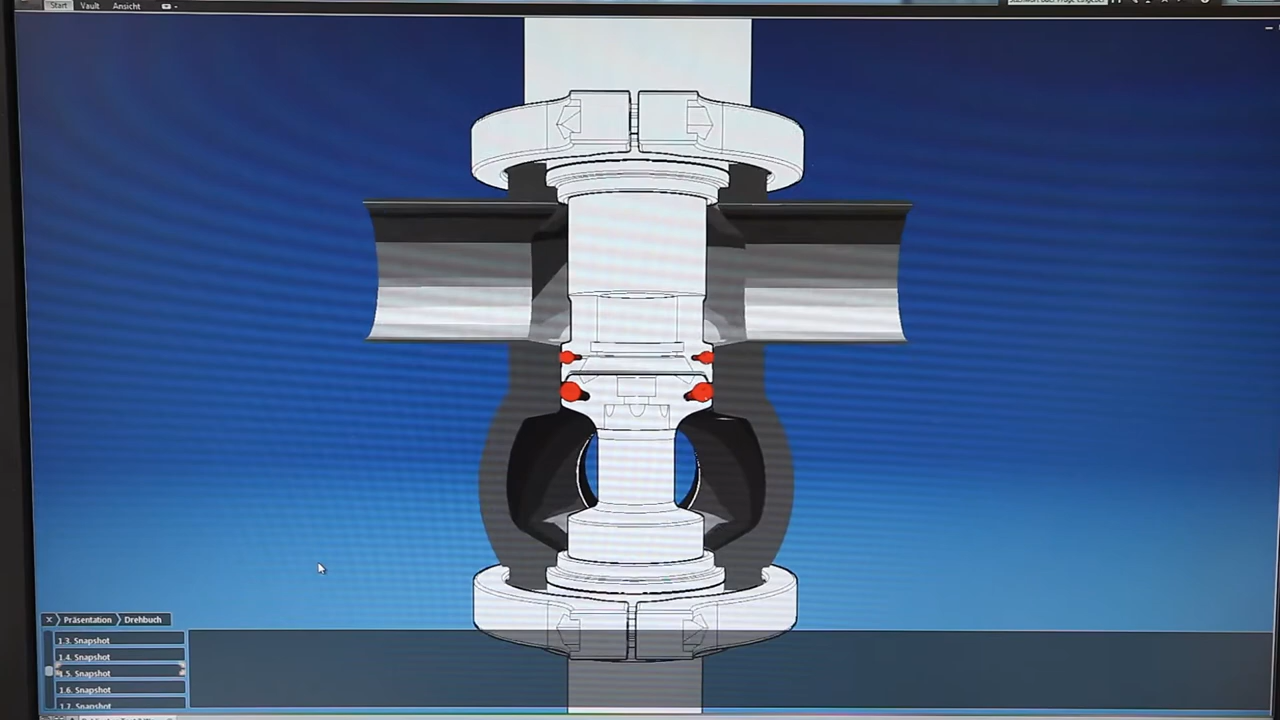 Start Vault Ansicht
Präsentation Drehbuch
1.3. Snapshot
1.4. Snapshot
1.5. Snapshot
1.6. Snapshot
1.7. Snapshot